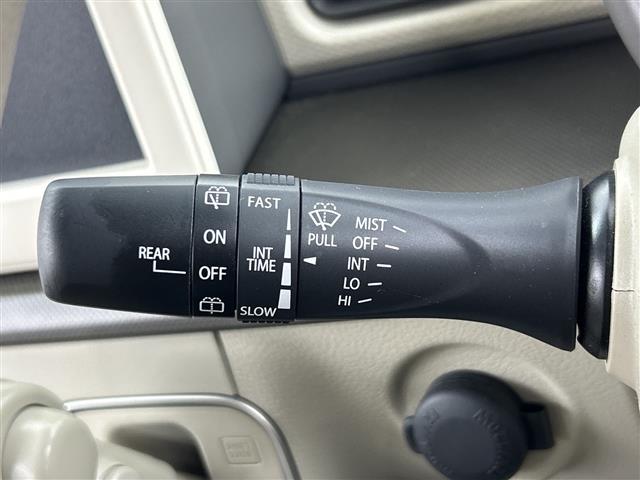 REAR
ON
OFF
FAST
INT
TIME
SLOW
PULL
MIST
OFF
INT
LO
HI